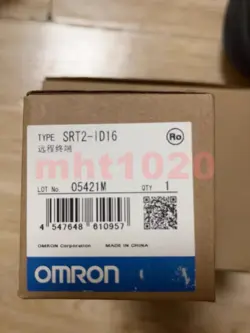 TYPE SRT2-ID16
Ro
远程终端
mht1020
LOT No 05421M QTY 1
4 547648 610957
OMRON Corporation MADE IN CHINA
OMRON